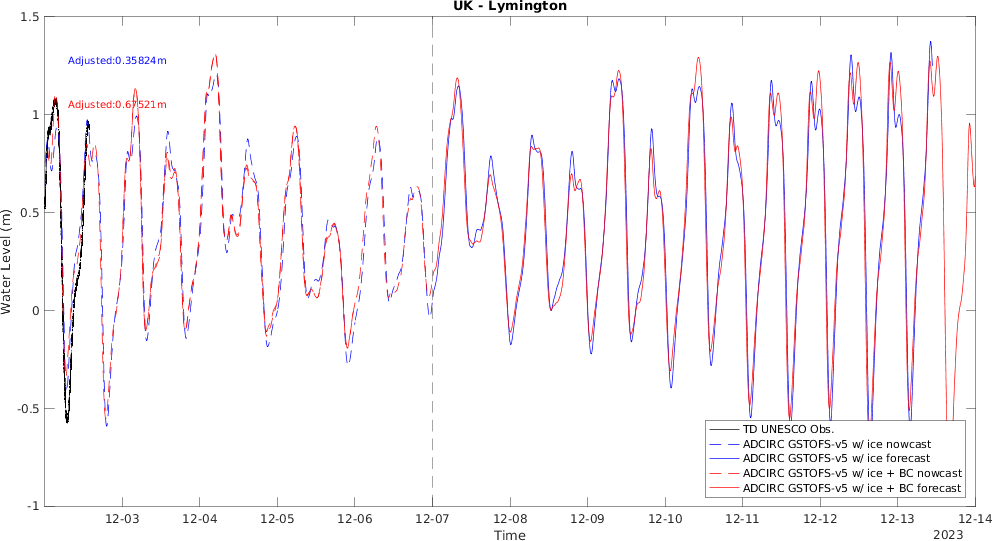 UK - Lymington
1.5
Adjusted:0.35824m
Adjusted:0.67521m
1
0.5
0
-0.5
-1
Water Level (m)
TD UNESCO Obs.
ADCIRC GSTOFS-v5 w/ ice nowcast
ADCIRC GSTOFS-v5 w/ ice forecast
ADCIRC GSTOFS-v5 w/ ice + BC nowcast
ADCIRC GSTOFS-v5 w/ ice + BC forecast
12-03 12-04 12-05 12-06 12-07 12-08 12-09 12-10 12-11 12-12 12-13 12-14
Time
2023